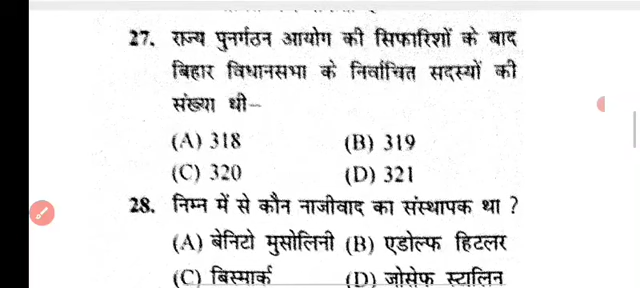 27. राज्य पुनर्गठन आयोग की सिफारिशों के बाद
बिहार विधानसभा के निर्वाचित सदस्यों की
संख्या थी–
(A) 318 (B) 319
(C) 320 (D) 321
28. निम्न में से कौन नाजीवाद का संस्थापक था ?
(A) बेनिटो मुसोलिनी (B) एडोल्फ हिटलर
(C) बिस्मार्क (D) जोसेफ स्टालिन